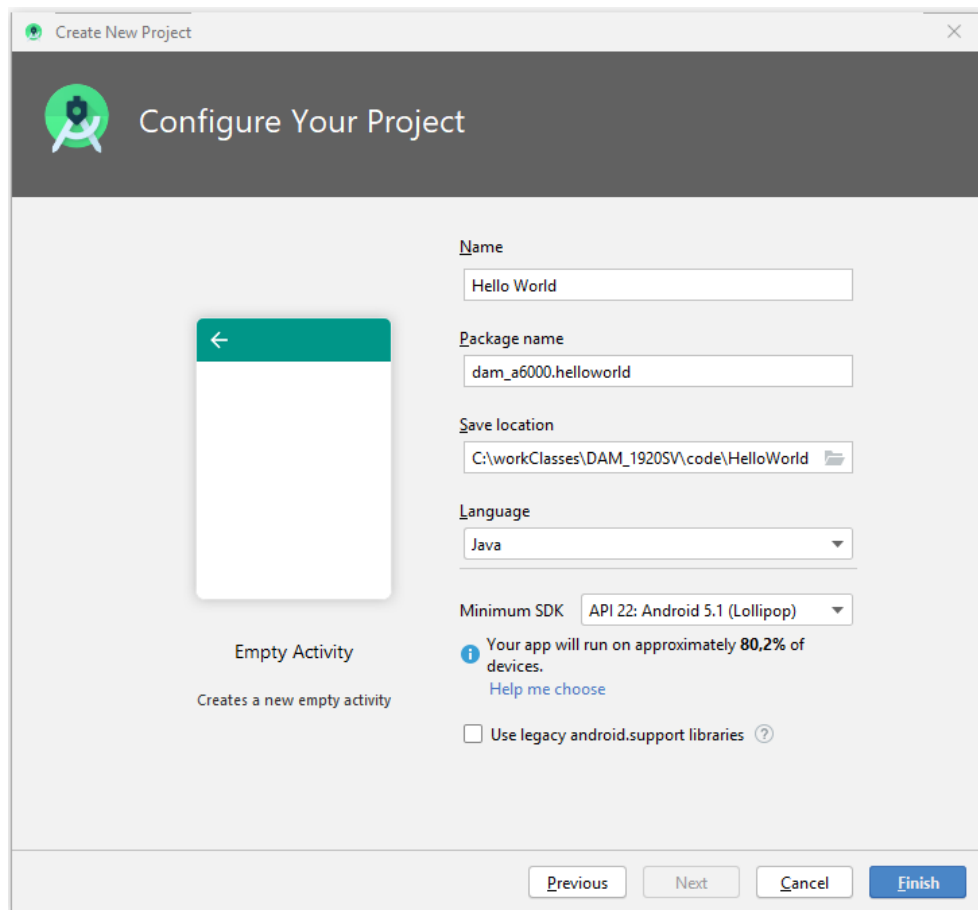 Create New Project
Configure Your Project
Name
Hello World
Package name
dam_a6000.helloworld
Save location
C:\workClasses\DAM_1920SV\code\HelloWorld
Language
Java
Minimum SDK API 22: Android 5.1 (Lollipop)
Your app will run on approximately 80,2% of
devices.
Help me choose
Use legacy android.support libraries ?
Empty Activity
Creates a new empty activity
Previous Next Cancel Finish